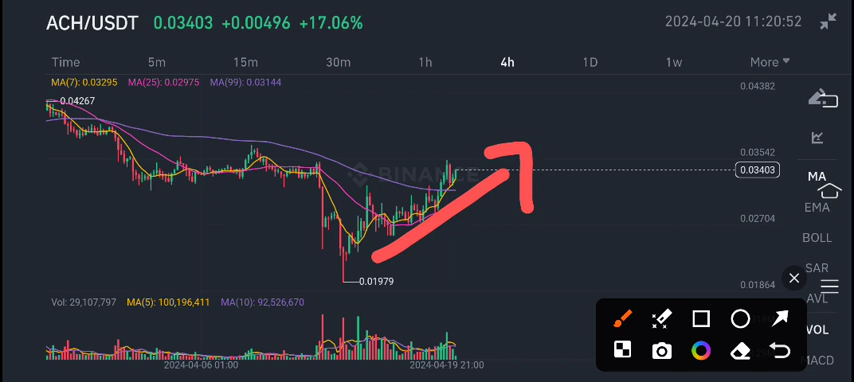 ACH/USDT 0.03403 +0.00496 +17.06% 2024-04-20 11:20:52
Time 5m 15m 30m 1h 4h 1D 1w More
MA(7): 0.03295 MA(25): 0.02975 MA(99): 0.03144
0.04382
0.04267
0.03542
BINANCE
0.03403
MA
EMA
0.02704
BOLL
SAR
0.01979
0.01864
AVL
Vol: 29,107,797 MA(5): 100,196,411 MA(10): 92,526,670
VOL
MACD
2024-04-06 01:00 2024-04-19 21:00